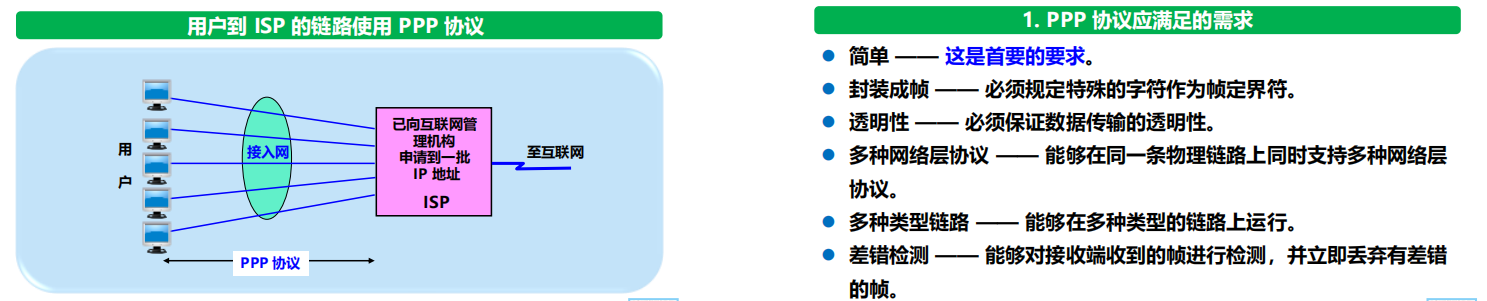 用户到 ISP 的链路使用 PPP 协议
用
户
接入网
已向互联网管
理机构
申请到一批
IP 地址
ISP
至互联网
PPP 协议
1. PPP 协议应满足的需求
● 简单 —— 这是首要的要求。
● 封装成帧 —— 必须规定特殊的字符作为帧定界符。
● 透明性 —— 必须保证数据传输的透明性。
● 多种网络层协议 —— 能够在同一条物理链路上同时支持多种网络层
协议。
● 多种类型链路 —— 能够在多种类型的链路上运行。
● 差错检测 —— 能够对接收端收到的帧进行检测，并立即丢弃有差错
的帧。